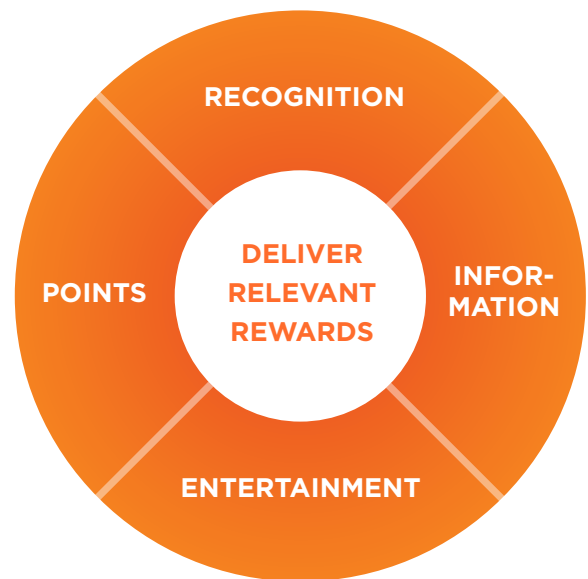 RECOGNITION
POINTS
DELIVER
RELEVANT
REWARDS
INFOR-
MATION
ENTERTAINMENT